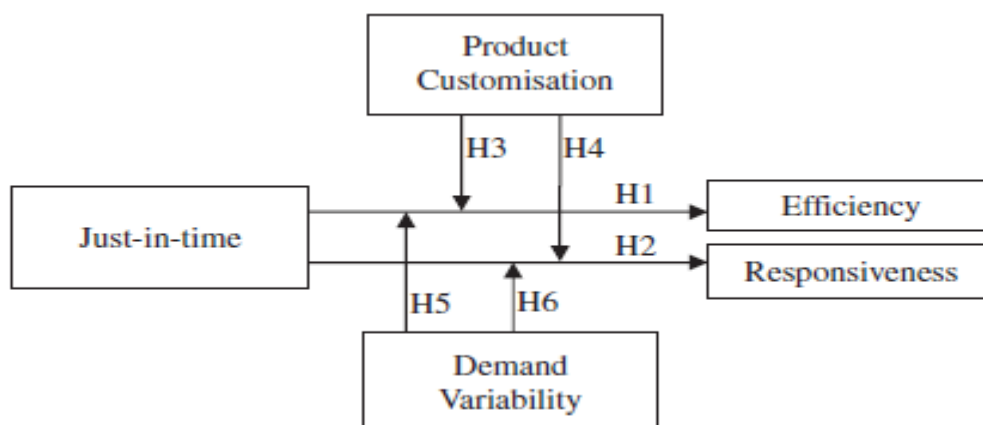 Product
Customisation
H3
H4
H1
Efficiency
Just-in-time
H2
Responsiveness
H5
H6
Demand
Variability